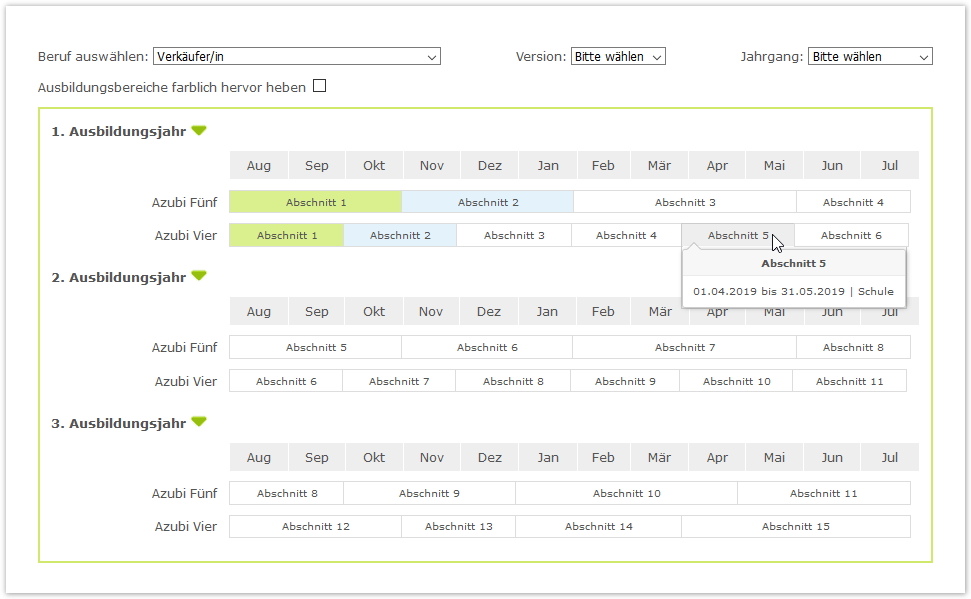 Beruf auswählen: Verkäufer/in Version: Bitte wählen Jahrgang: Bitte wählen
Ausbildungsbereiche farblich hervor heben
1. Ausbildungsjahr
Aug Sep Okt Nov Dez Jan Feb Mär Apr Mai Jun Jul
Azubi Fünf Abschnitt 1 Abschnitt 2 Abschnitt 3 Abschnitt 4
Azubi Vier Abschnitt 1 Abschnitt 2 Abschnitt 3 Abschnitt 4 Abschnitt 5 Abschnitt 6
Abschnitt 5
01.04.2019 bis 31.05.2019 | Schule
2. Ausbildungsjahr
Aug Sep Okt Nov Dez Jan Feb Mär Apr Mai Jun Jul
Azubi Fünf Abschnitt 5 Abschnitt 6 Abschnitt 7 Abschnitt 8
Azubi Vier Abschnitt 6 Abschnitt 7 Abschnitt 8 Abschnitt 9 Abschnitt 10 Abschnitt 11
3. Ausbildungsjahr
Aug Sep Okt Nov Dez Jan Feb Mär Apr Mai Jun Jul
Azubi Fünf Abschnitt 8 Abschnitt 9 Abschnitt 10 Abschnitt 11
Azubi Vier Abschnitt 12 Abschnitt 13 Abschnitt 14 Abschnitt 15